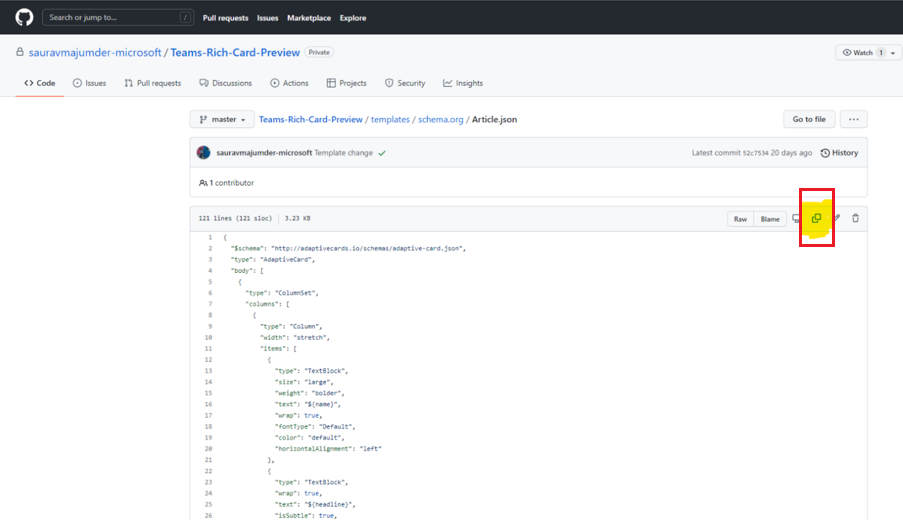 Search or jump to... / Pull requests Issues Marketplace Explore
sauravmajumder-microsoft / Teams-Rich-Card-Preview Private Watch 1
<> Code Issues Pull requests Discussions Actions Projects Security Insights
master Teams-Rich-Card-Preview / templates / schema.org / Article.json Go to file ...
sauravmajumder-microsoft Template change Latest commit 52c7534 20 days ago History
1 contributor
121 lines (121 sloc) 3.23 KB Raw Blame
1 {
2 "$schema": "http://adaptivecards.io/schemas/adaptive-card.json",
3 "type": "AdaptiveCard",
4 "body": [
5 {
6 "type": "ColumnSet",
7 "columns": [
8 {
9 "type": "Column",
10 "width": "stretch",
11 "items": [
12 {
13 "type": "TextBlock",
14 "size": "large",
15 "weight": "bolder",
16 "text": "${name}",
17 "wrap": true,
18 "fontType": "Default",
19 "color": "default",
20 "horizontalAlignment": "left"
21 },
22 {
23 "type": "TextBlock",
24 "wrap": true,
25 "text": "${headline}",
26 "isSubtle": true,